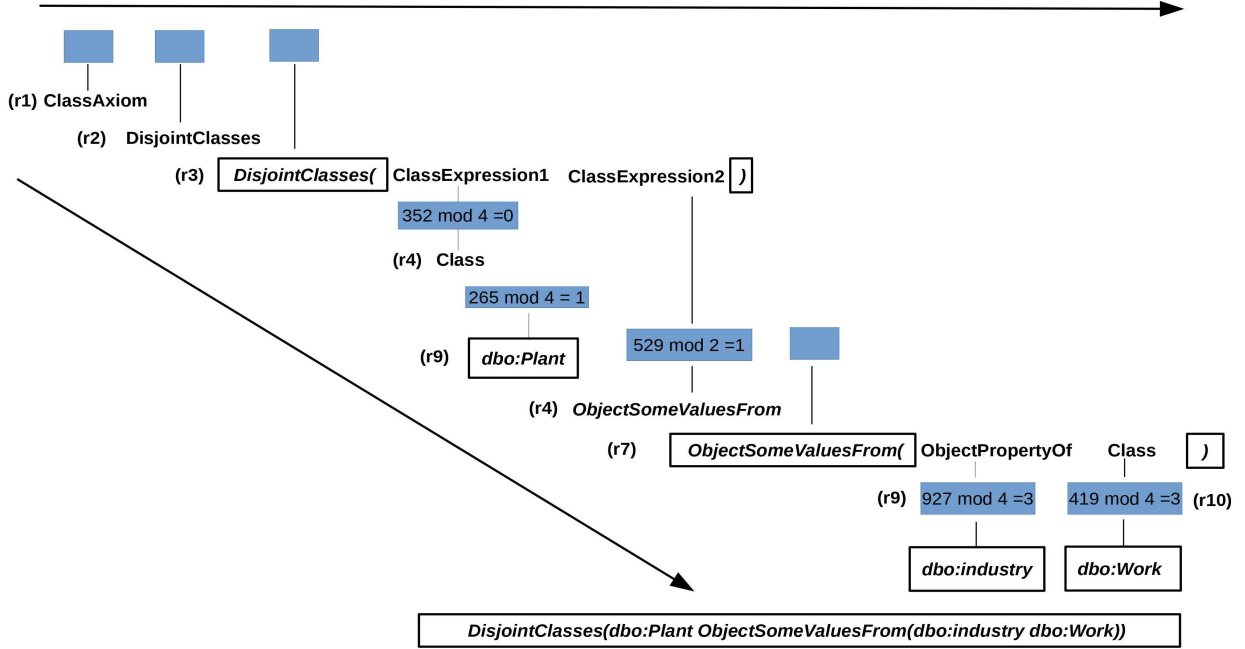 (r1) ClassAxiom
(r2) DisjointClasses
(r3) DisjointClasses( ClassExpression1 ClassExpression2 )
352 mod 4 =0
(r4) Class
265 mod 4 = 1
529 mod 2 =1
(r9) dbo:Plant
(r4) ObjectSomeValuesFrom
(r7) ObjectSomeValuesFrom( ObjectPropertyOf Class )
(r9) 927 mod 4 =3 419 mod 4 =3 (r10)
dbo:industry dbo:Work
DisjointClasses(dbo:Plant ObjectSomeValuesFrom(dbo:industry dbo:Work))